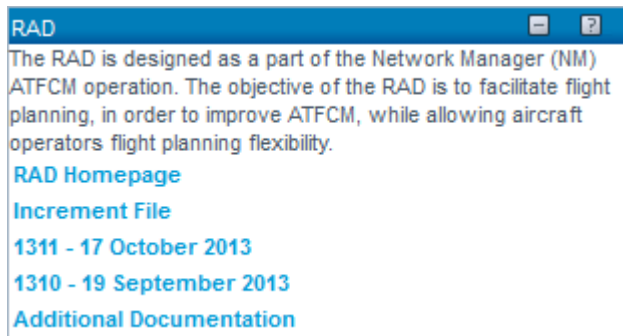 RAD
The RAD is designed as a part of the Network Manager (NM)
ATFCM operation. The objective of the RAD is to facilitate flight
planning, in order to improve ATFCM, while allowing aircraft
operators flight planning flexibility.
RAD Homepage
Increment File
1311 - 17 October 2013
1310 - 19 September 2013
Additional Documentation